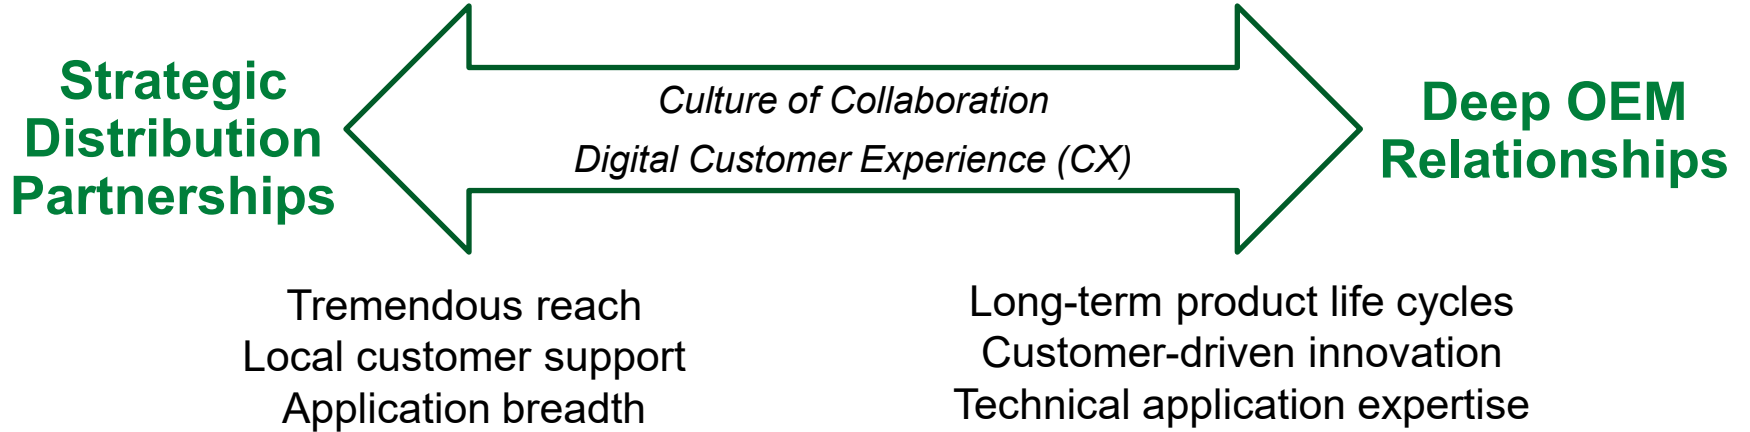 Strategic
Distribution
Partnerships
Culture of Collaboration
Digital Customer Experience (CX)
Deep OEM
Relationships
Tremendous reach
Local customer support
Application breadth
Long-term product life cycles
Customer-driven innovation
Technical application expertise